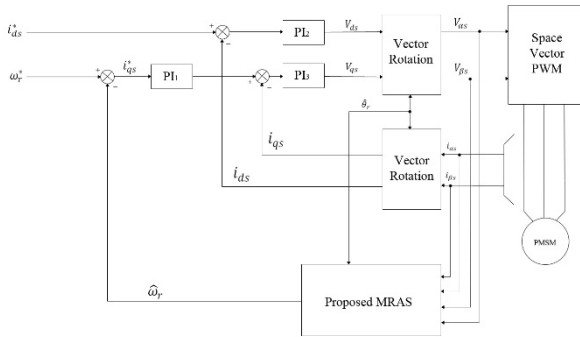 i*ds
+
−
PI₂
Vds
Vector
Rotation
Vαs
Space
Vector
PWM
ω*r
+
−
i*qs
PI₁
+
−
PI₃
Vqs
Vβs
θ̂r
iqs
Vector
Rotation
iαs
iβs
ids
PMSM
ω̂r
Proposed MRAS